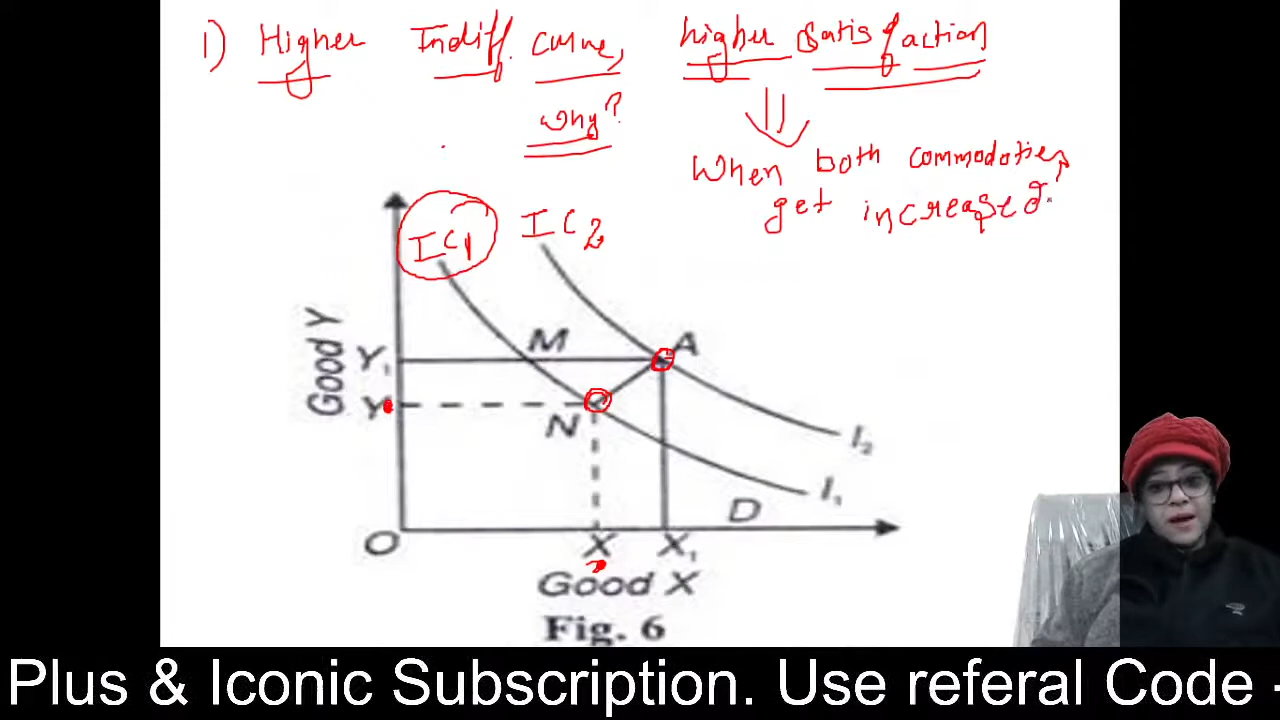 1) Higher Indiff. curve, higher satisfaction
why?
When both commodoties
get increased.
IC1 IC2
Good Y
Y1 M A
Y
N
I2
I1
D
O X X1
Good X
Fig. 6
Plus & Iconic Subscription. Use referal Code -